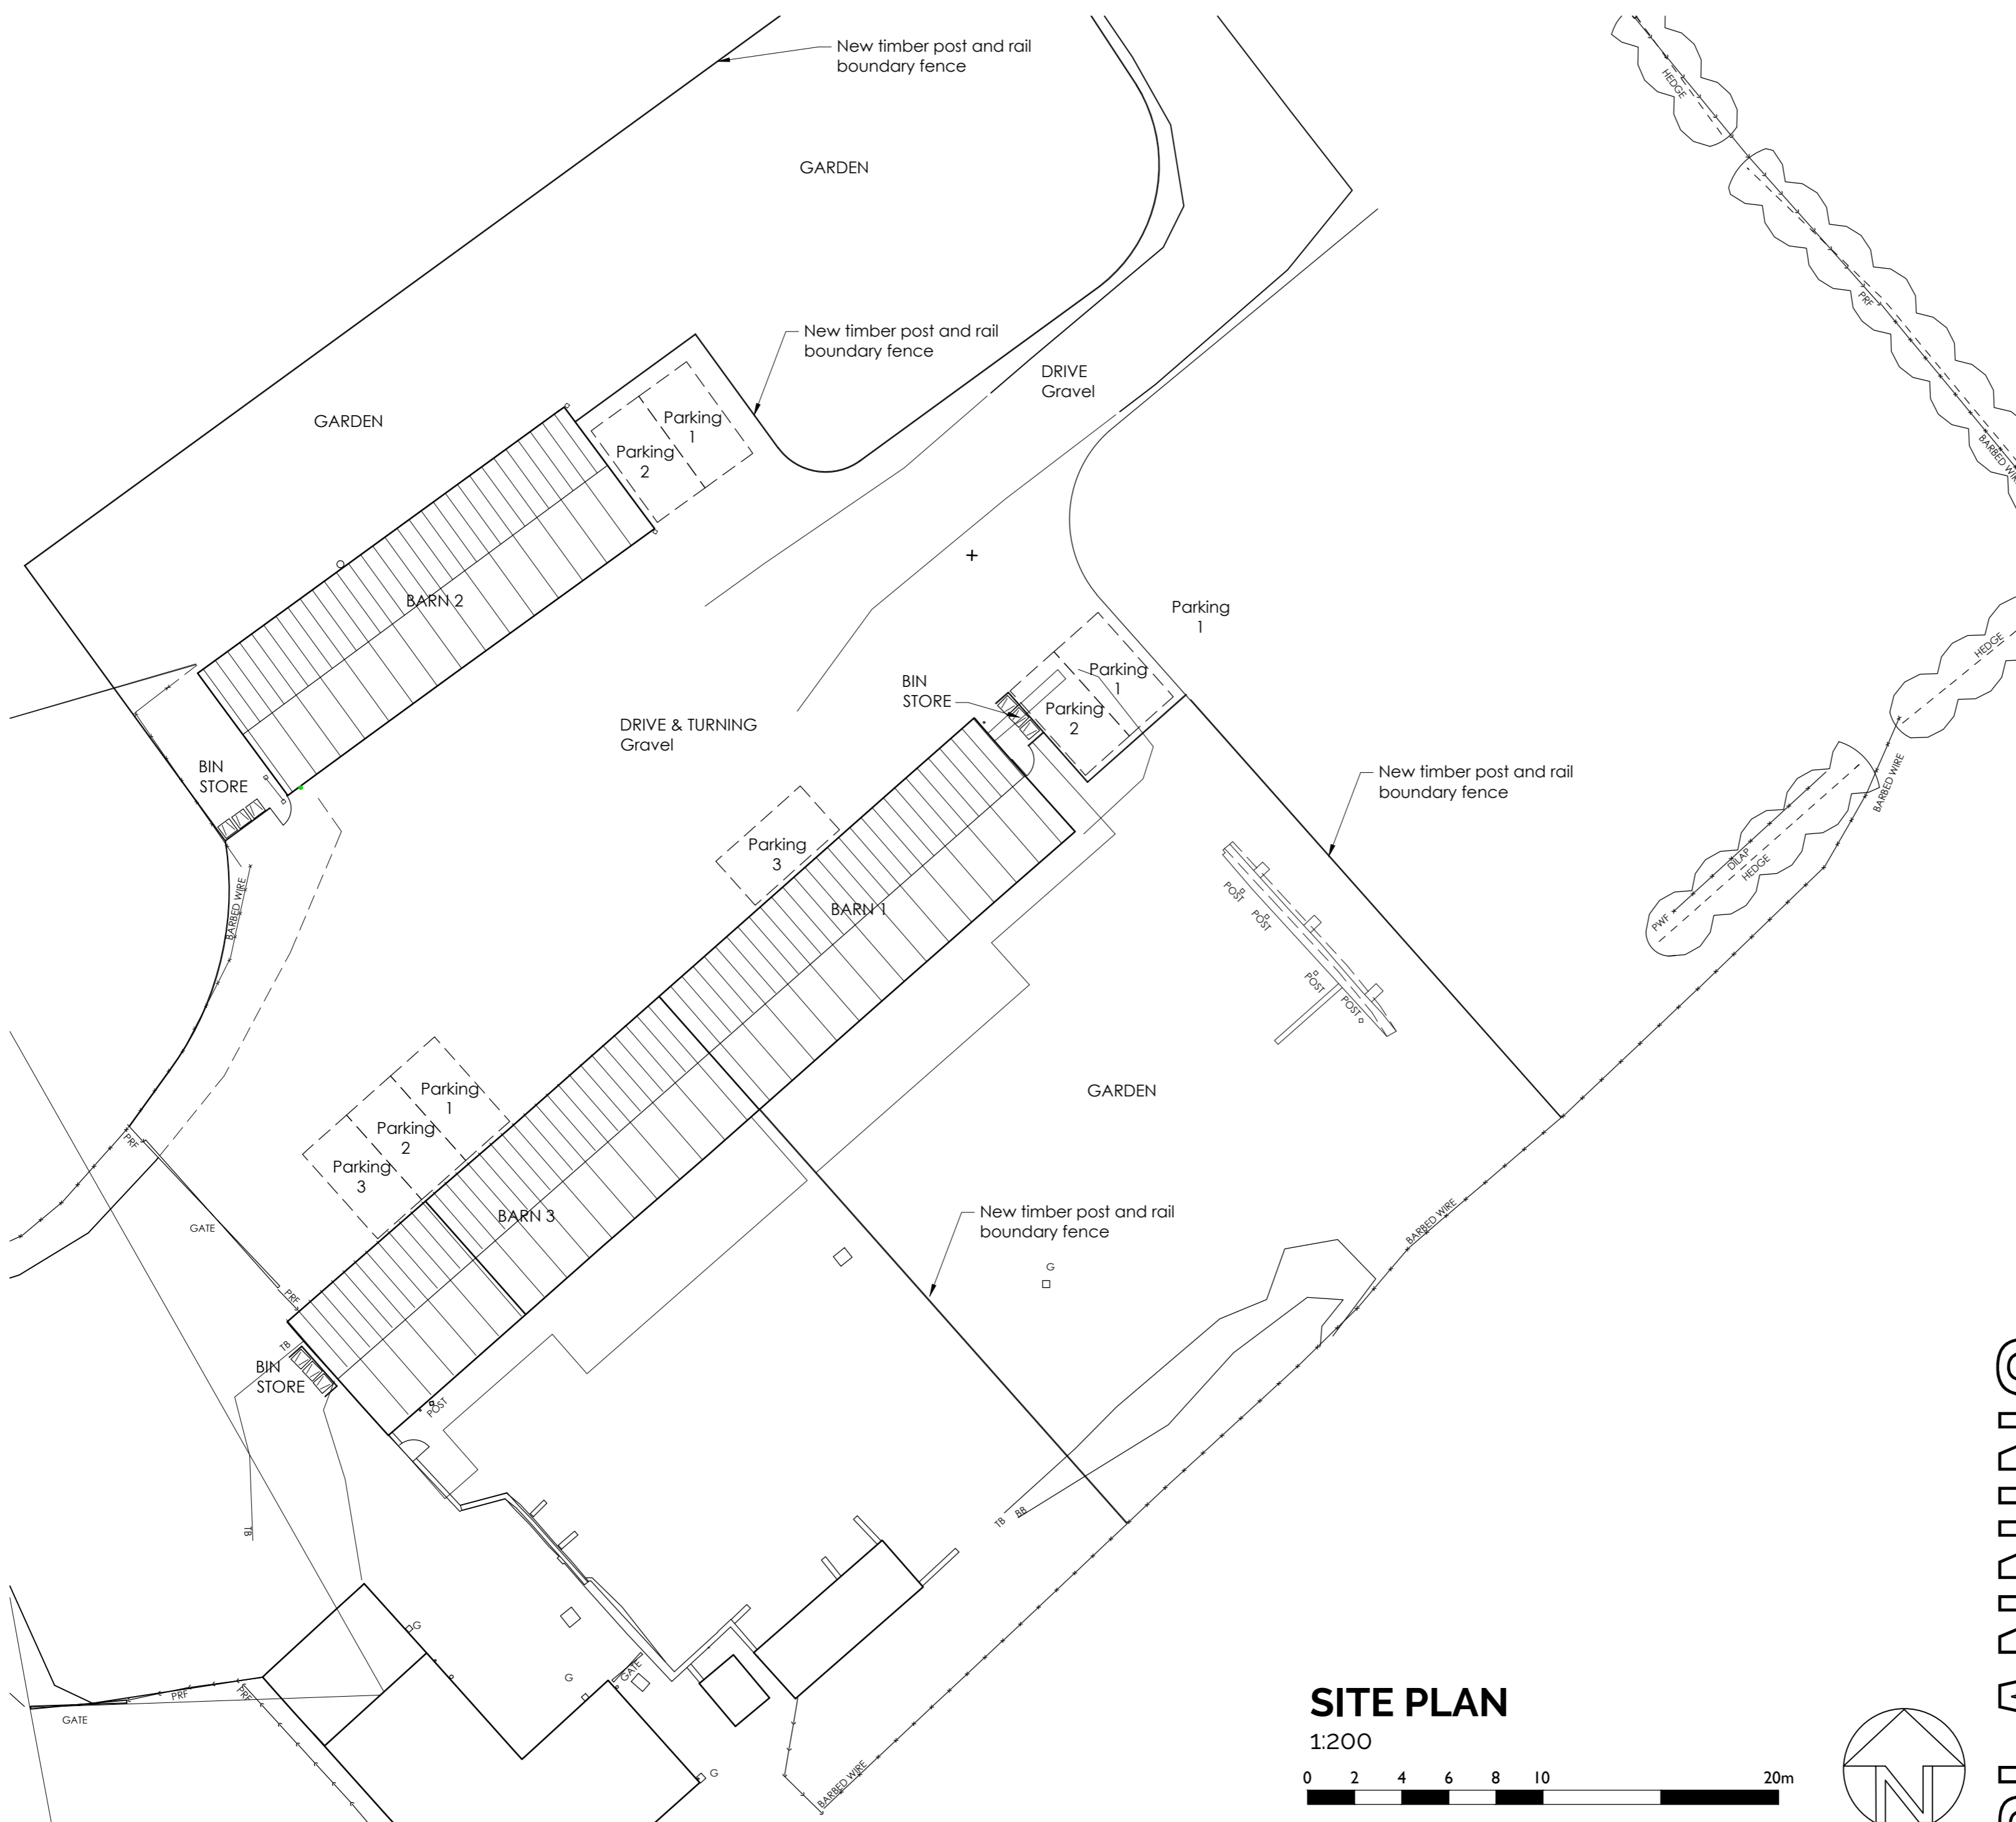 New timber post and rail
boundary fence
HEDGE
GARDEN
PRF
New timber post and rail
boundary fence
DRIVE
Gravel
GARDEN
Parking
1
Parking
2
BARBED WIRE
BARN 2
Parking
1
HEDGE
BIN
STORE
Parking
1
Parking
2
DRIVE & TURNING
Gravel
BIN
STORE
New timber post and rail
boundary fence
BARBED WIRE
Parking
3
BARN 1
DILAP
HEDGE
PWF
POST
POST
POST
POST
BARBED WIRE
GARDEN
Parking
1
Parking
2
Parking
3
PRF
GATE
BARN 3
New timber post and rail
boundary fence
BARBED WIRE
G
PRF
TB
BIN
STORE
POST
TB
TB
BB
G
G
GATE
PRF
PRF
GATE
G
BARBED WIRE
SITE PLAN
1:200
0 2 4 6 8 10 20m
N